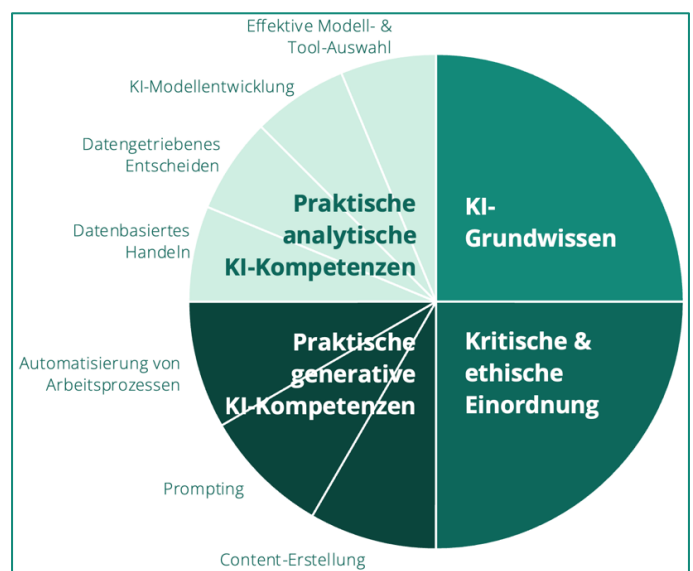 Effektive Modell- &
Tool-Auswahl
KI-Modellentwicklung
Datengetriebenes
Entscheiden
Datenbasiertes
Handeln
Praktische
analytische
KI-Kompetenzen
KI-
Grundwissen
Praktische
generative
KI-Kompetenzen
Kritische &
ethische
Einordnung
Automatisierung von
Arbeitsprozessen
Prompting
Content-Erstellung